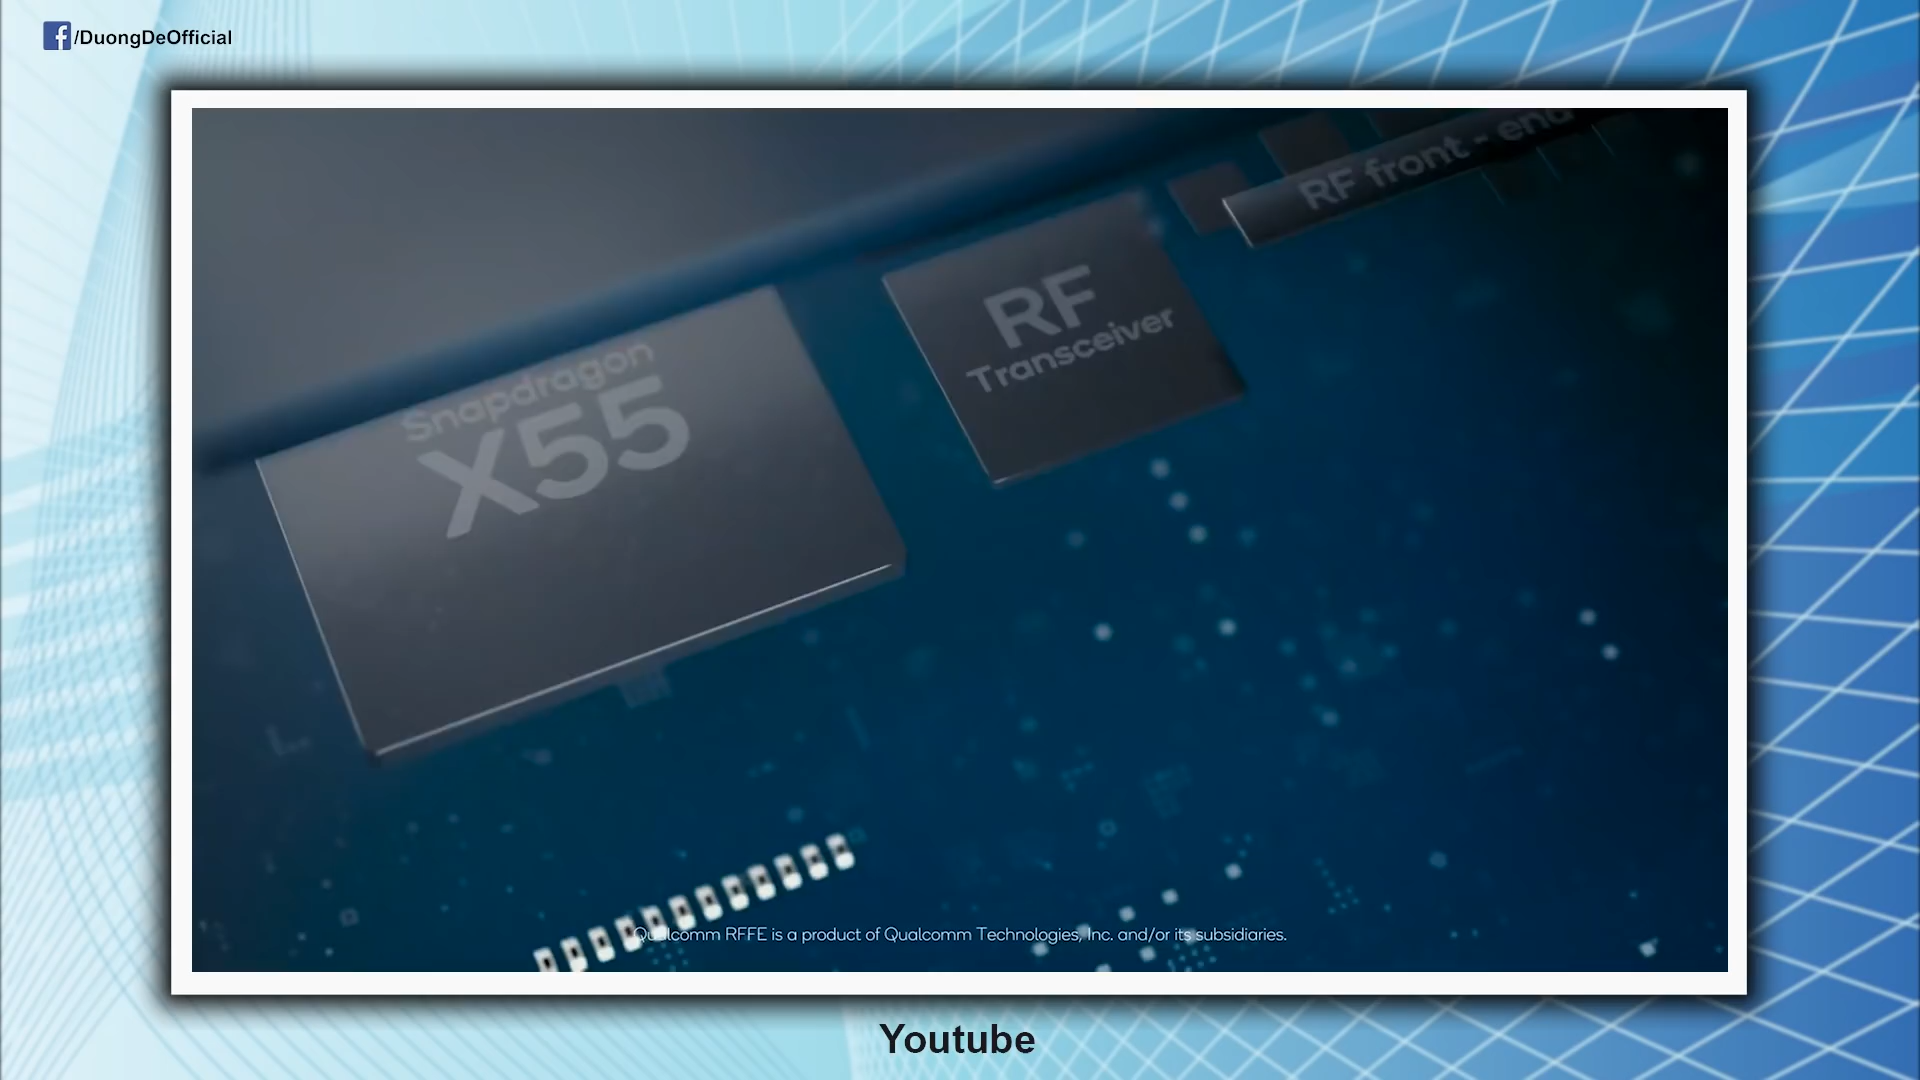 /DuongDeOfficial
RF front - end
RF
Transceiver
Snapdragon
X55
Qualcomm RFFE is a product of Qualcomm Technologies, Inc. and/or its subsidiaries.
Youtube